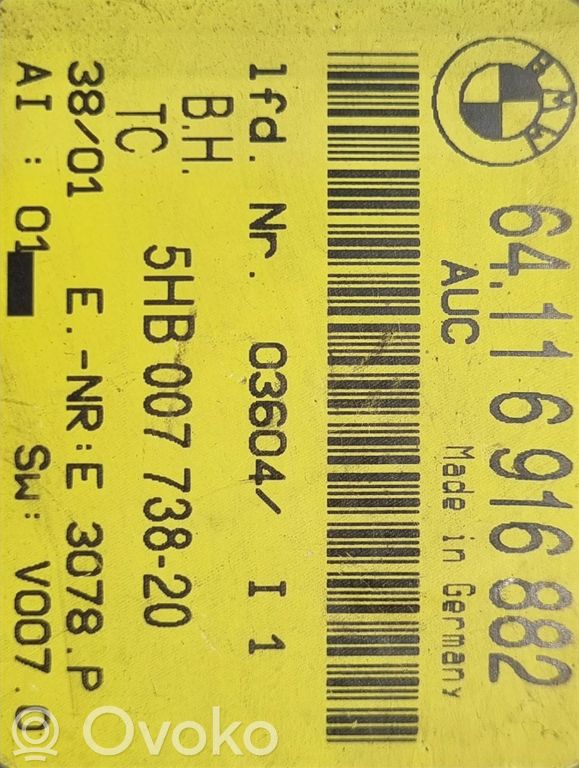 BMW
64.11 6 916 882
AUC
Made in Germany
lfd. Nr. 03604/ I 1
B.H.
TC 5HB 007 738-20
38/01 E.-NR:E 3078.P
AI : 01 SW: V007.0
Ovoko